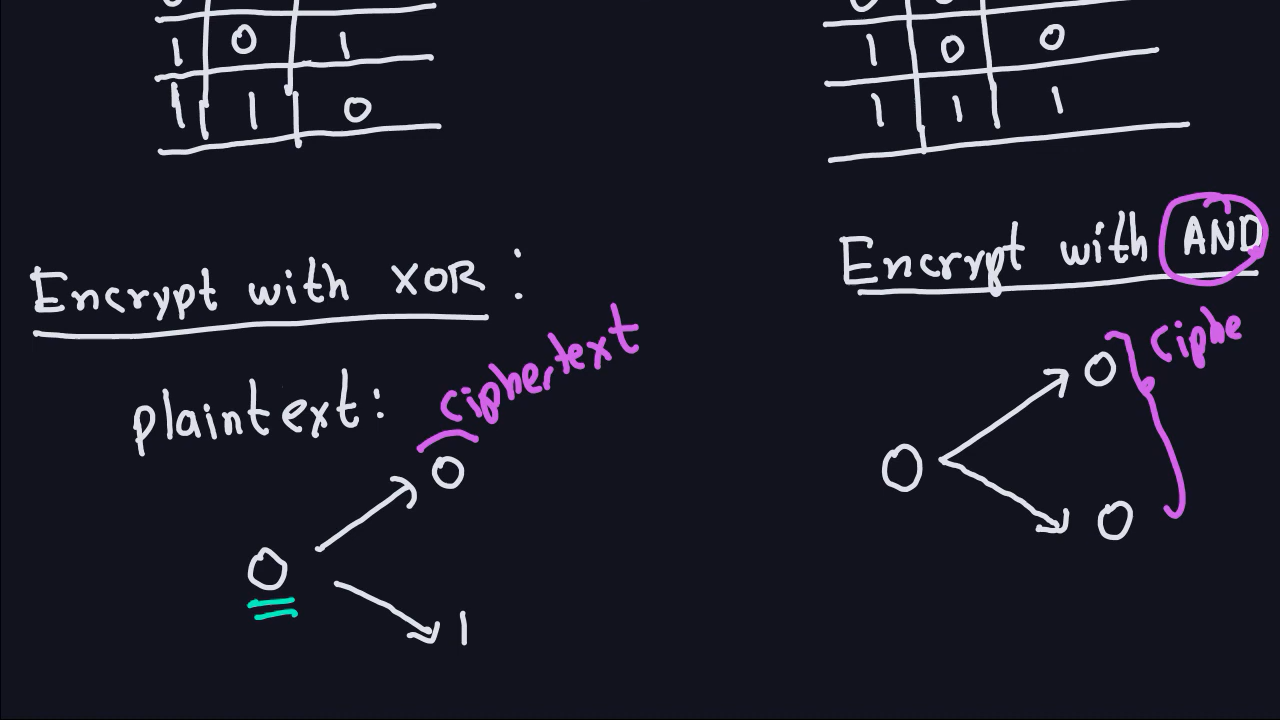 1 0 1
1 1 0
1 0 0
1 1 1
Encrypt with XOR :
plaintext:
ciphertext
0
0
1
Encrypt with AND
ciphe
0
0
0